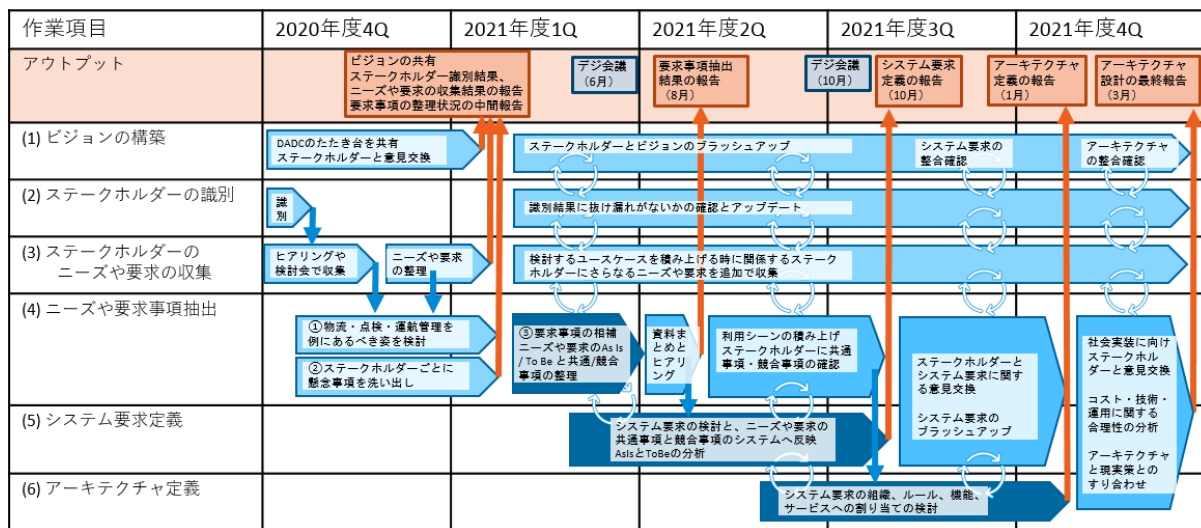 作業項目
2020年度4Q
2021年度1Q
2021年度2Q
2021年度3Q
2021年度4Q
アウトプット
ビジョンの共有
ステークホルダー識別結果、
ニーズや要求の収集結果の報告
要求事項の整理状況の中間報告
デジ会議
(6月)
要求事項抽出
結果の報告
(8月)
デジ会議
(10月)
システム要求
定義の報告
(10月)
アーキテクチャ
定義の報告
(1月)
アーキテクチャ
設計の最終報告
(3月)
(1) ビジョンの構築
DADCのたたき台を共有
ステークホルダーと意見交換
ステークホルダーとビジョンのブラッシュアップ
システム要求の
整合確認
アーキテクチャ
の整合確認
(2) ステークホルダーの識別
識
別
識別結果に抜け漏れがないかの確認とアップデート
(3) ステークホルダーの
ニーズや要求の収集
ヒアリングや
検討会で収集
ニーズや要求
の整理
検討するユースケースを積み上げる時に関係するステーク
ホルダーにさらなるニーズや要求を追加で収集
(4) ニーズや要求事項抽出
①物流・点検・運航管理を
例にあるべき姿を検討
②ステークホルダーごとに
懸念事項を洗い出し
③要求事項の相補
ニーズや要求のAs Is
/ To Be と共通/競合
事項の整理
資料ま
とめと
ヒアリ
ング
利用シーンの積み上げ
ステークホルダーに共通
事項・競合事項の確認
ステークホルダーと
システム要求に関する
意見交換
システム要求の
ブラッシュアップ
社会実装に向け
ステークホル
ダーと意見交換
コスト・技術・
運用に関する
合理性の分析
アーキテクチャ
と現実策との
すり合わせ
(5) システム要求定義
システム要求の検討と、ニーズや要求の
共通事項と競合事項のシステムへ反映
AsIsとToBeの分析
(6) アーキテクチャ定義
システム要求の組織、ルール、機能、
サービスへの割り当ての検討